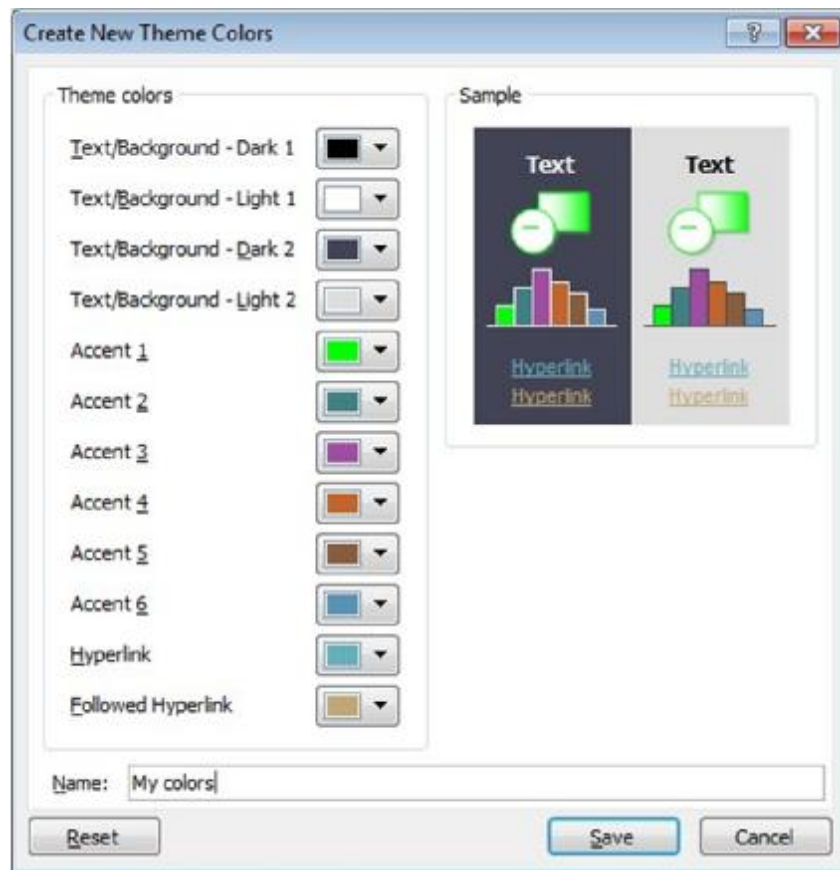 Create New Theme Colors
Theme colors
Text/Background - Dark 1
Text/Background - Light 1
Text/Background - Dark 2
Text/Background - Light 2
Accent 1
Accent 2
Accent 3
Accent 4
Accent 5
Accent 6
Hyperlink
Followed Hyperlink
Sample
Text Text
Hyperlink Hyperlink
Hyperlink Hyperlink
Name: My colors
Reset Save Cancel